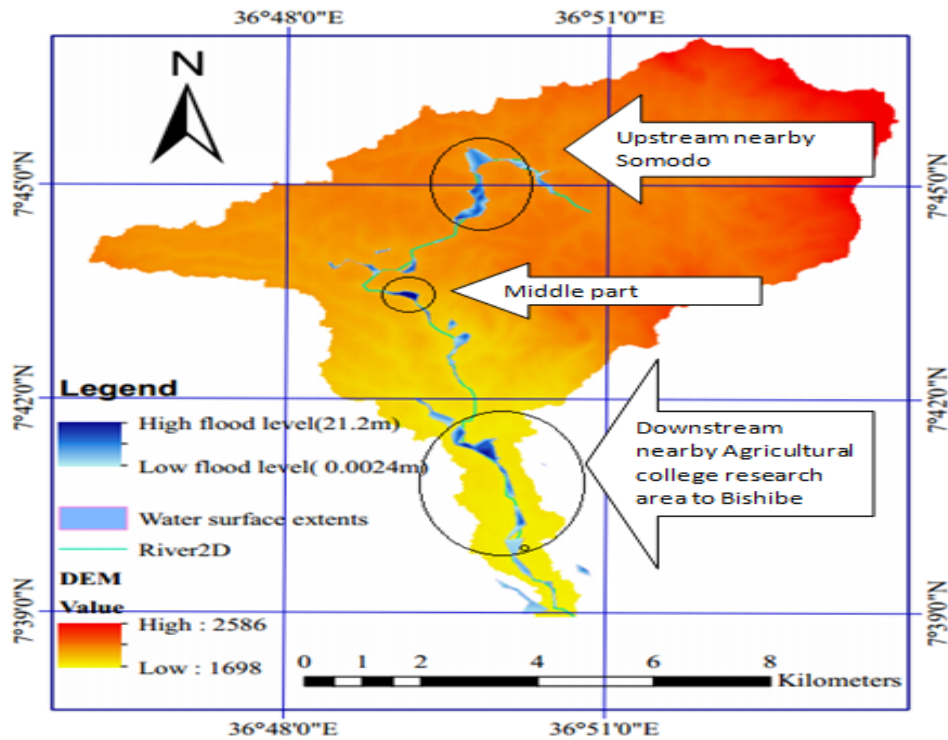 36°48'0"E
36°51'0"E
N
Upstream nearby
Somodo
7°45'0"N
7°45'0"N
Middle part
7°42'0"N
7°42'0"N
Legend
High flood level(21.2m)
Low flood level( 0.0024m)
Water surface extents
River2D
DEM
Value
High : 2586
Low : 1698
Downstream
nearby Agricultural
college research
area to Bishibe
7°39'0"N
7°39'0"N
0 1 2 4 6 8
Kilometers
36°48'0"E
36°51'0"E